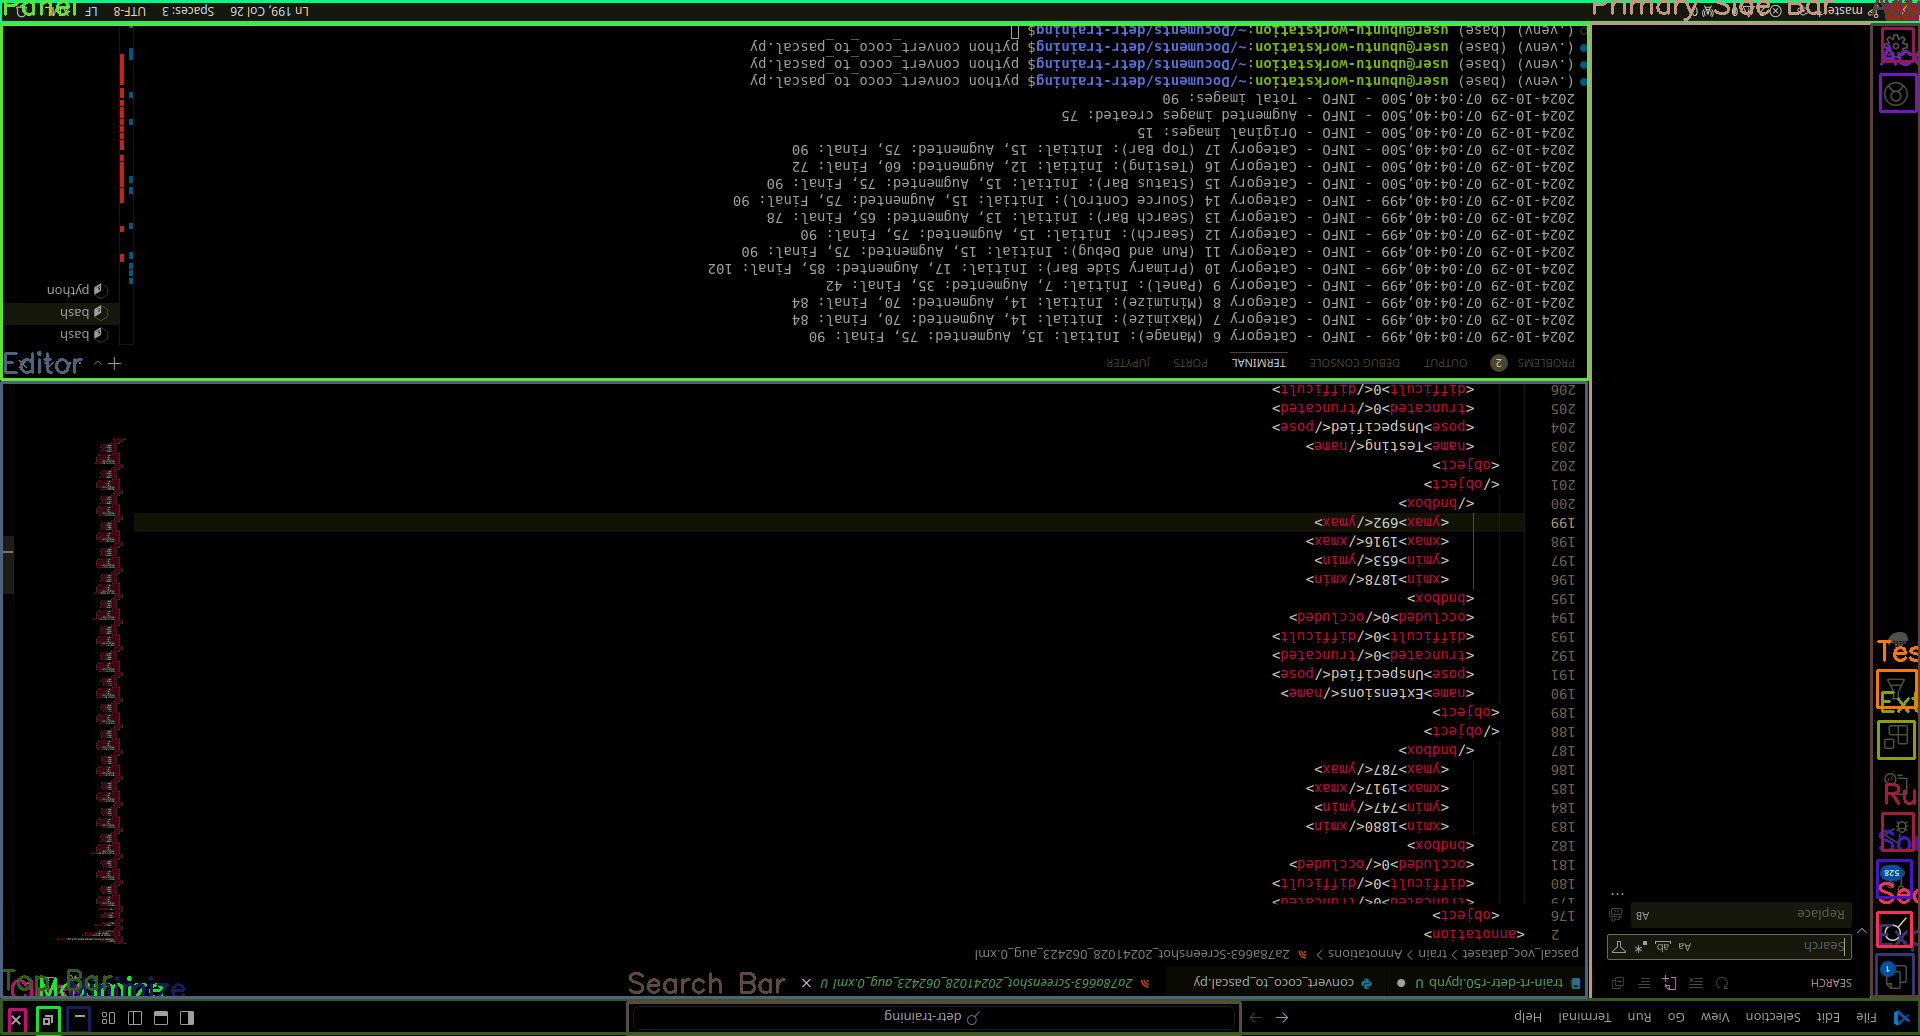 File Edit Selection View Go Run Terminal Help
detr-training
SEARCH
Search
Aa ab
Replace
AB
1
528
train-rt-detr-r50.ipynb U
convert_coco_to_pascal.py
2a78a663-Screenshot_20241028_062423_aug_0.xml U
pascal_voc_dataset > train > Annotations > 2a78a663-Screenshot_20241028_062423_aug_0.xml
2 <annotation>
176 <object>
179 <truncated>0</truncated>
180 <difficult>0</difficult>
181 <occluded>0</occluded>
182 <bndbox>
183 <xmin>1880</xmin>
184 <ymin>747</ymin>
185 <xmax>1917</xmax>
186 <ymax>787</ymax>
187 </bndbox>
188 </object>
189 <object>
190 <name>Extensions</name>
191 <pose>Unspecified</pose>
192 <truncated>0</truncated>
193 <difficult>0</difficult>
194 <occluded>0</occluded>
195 <bndbox>
196 <xmin>1878</xmin>
197 <ymin>653</ymin>
198 <xmax>1916</xmax>
199 <ymax>692</ymax>
200 </bndbox>
201 </object>
202 <object>
203 <name>Testing</name>
204 <pose>Unspecified</pose>
205 <truncated>0</truncated>
206 <difficult>0</difficult>
PROBLEMS 2 OUTPUT DEBUG CONSOLE TERMINAL PORTS JUPYTER
2024-10-29 07:04:40,499 - INFO - Category 6 (Manage): Initial: 15, Augmented: 75, Final: 90
2024-10-29 07:04:40,499 - INFO - Category 7 (Maximize): Initial: 14, Augmented: 70, Final: 84
2024-10-29 07:04:40,499 - INFO - Category 8 (Minimize): Initial: 14, Augmented: 70, Final: 84
2024-10-29 07:04:40,499 - INFO - Category 9 (Panel): Initial: 7, Augmented: 35, Final: 42
2024-10-29 07:04:40,499 - INFO - Category 10 (Primary Side Bar): Initial: 17, Augmented: 85, Final: 102
2024-10-29 07:04:40,499 - INFO - Category 11 (Run and Debug): Initial: 15, Augmented: 75, Final: 90
2024-10-29 07:04:40,499 - INFO - Category 12 (Search): Initial: 15, Augmented: 75, Final: 90
2024-10-29 07:04:40,499 - INFO - Category 13 (Search Bar): Initial: 13, Augmented: 65, Final: 78
2024-10-29 07:04:40,499 - INFO - Category 14 (Source Control): Initial: 15, Augmented: 75, Final: 90
2024-10-29 07:04:40,500 - INFO - Category 15 (Status Bar): Initial: 15, Augmented: 75, Final: 90
2024-10-29 07:04:40,500 - INFO - Category 16 (Testing): Initial: 12, Augmented: 60, Final: 72
2024-10-29 07:04:40,500 - INFO - Category 17 (Top Bar): Initial: 15, Augmented: 75, Final: 90
2024-10-29 07:04:40,500 - INFO - Original images: 15
2024-10-29 07:04:40,500 - INFO - Augmented images created: 75
2024-10-29 07:04:40,500 - INFO - Total images: 90
(.venv) (base) user@ubuntu-workstation:~/Documents/detr-training$ python convert_coco_to_pascal.py
(.venv) (base) user@ubuntu-workstation:~/Documents/detr-training$ python convert_coco_to_pascal.py
(.venv) (base) user@ubuntu-workstation:~/Documents/detr-training$ python convert_coco_to_pascal.py
(.venv) (base) user@ubuntu-workstation:~/Documents/detr-training$
bash
bash
python
master
Ln 199, Col 26 Spaces: 3 UTF-8 LF
Panel
Primary Side Bar
Editor
Tes
Ext
Ru
So
Sea
Ex
Top Bar
Maximize
Search Bar